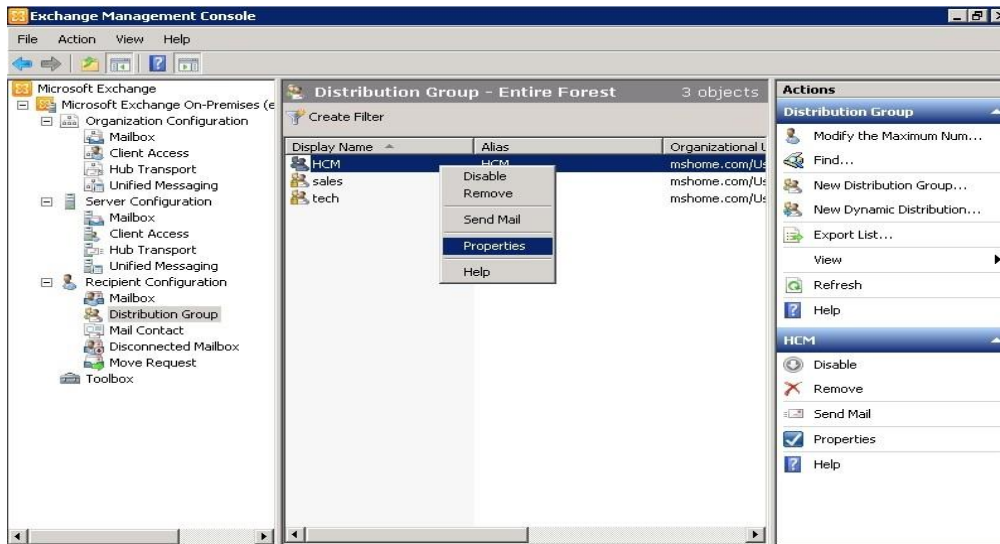 Exchange Management Console
File Action View Help
Microsoft Exchange
Microsoft Exchange On-Premises (e
Organization Configuration
Mailbox
Client Access
Hub Transport
Unified Messaging
Server Configuration
Mailbox
Client Access
Hub Transport
Unified Messaging
Recipient Configuration
Mailbox
Distribution Group
Mail Contact
Disconnected Mailbox
Move Request
Toolbox
Distribution Group - Entire Forest 3 objects
Create Filter
Display Name Alias Organizational U
HCM HCM mshome.com/Us
sales mshome.com/Us
tech mshome.com/Us
Disable
Remove
Send Mail
Properties
Help
Actions
Distribution Group
Modify the Maximum Num...
Find...
New Distribution Group...
New Dynamic Distribution...
Export List...
View
Refresh
Help
HCM
Disable
Remove
Send Mail
Properties
Help